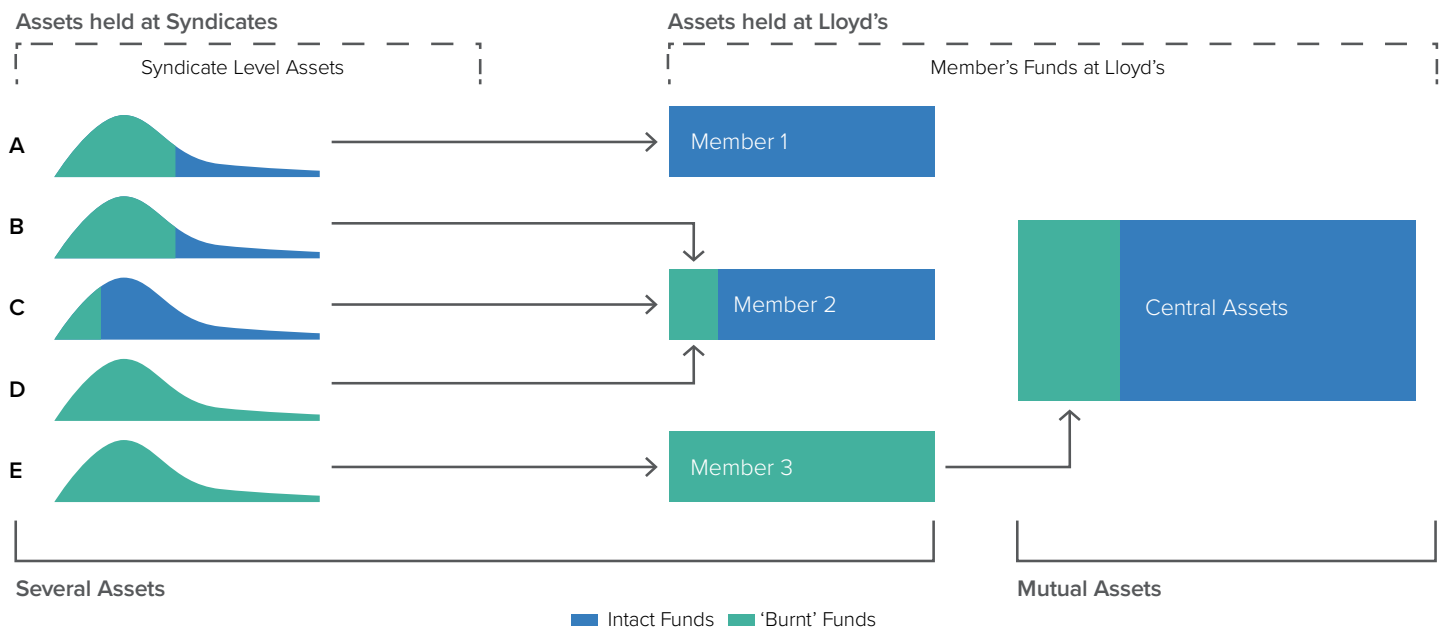 Assets held at Syndicates
Assets held at Lloyd’s
Syndicate Level Assets
Member’s Funds at Lloyd’s
A
Member 1
B
C
Member 2
Central Assets
D
E
Member 3
Several Assets
Mutual Assets
Intact Funds
‘Burnt’ Funds